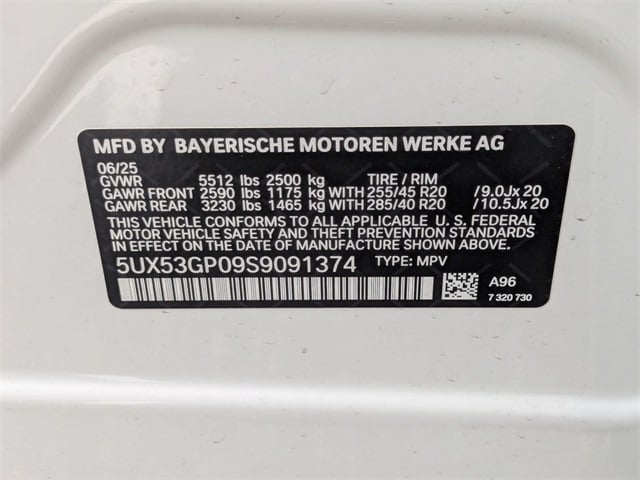 MFD BY BAYERISCHE MOTOREN WERKE AG
06/25
GVWR 5512 lbs 2500 kg TIRE / RIM
GAWR FRONT 2590 lbs 1175 kg WITH 255/45 R20 /9.0Jx 20
GAWR REAR 3230 lbs 1465 kg WITH 285/40 R20 /10.5Jx 20
THIS VEHICLE CONFORMS TO ALL APPLICABLE U. S. FEDERAL
MOTOR VEHICLE SAFETY AND THEFT PREVENTION STANDARDS
IN EFFECT ON THE DATE OF MANUFACTURE SHOWN ABOVE.
5UX53GP09S9091374 TYPE: MPV
A96
7 320 730